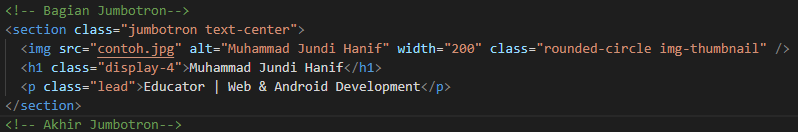 <!-- Bagian Jumbotron-->
<section class="jumbotron text-center">
<img src="contoh.jpg" alt="Muhammad Jundi Hanif" width="200" class="rounded-circle img-thumbnail" />
<h1 class="display-4">Muhammad Jundi Hanif</h1>
<p class="lead">Educator | Web & Android Development</p>
</section>
<!-- Akhir Jumbotron-->